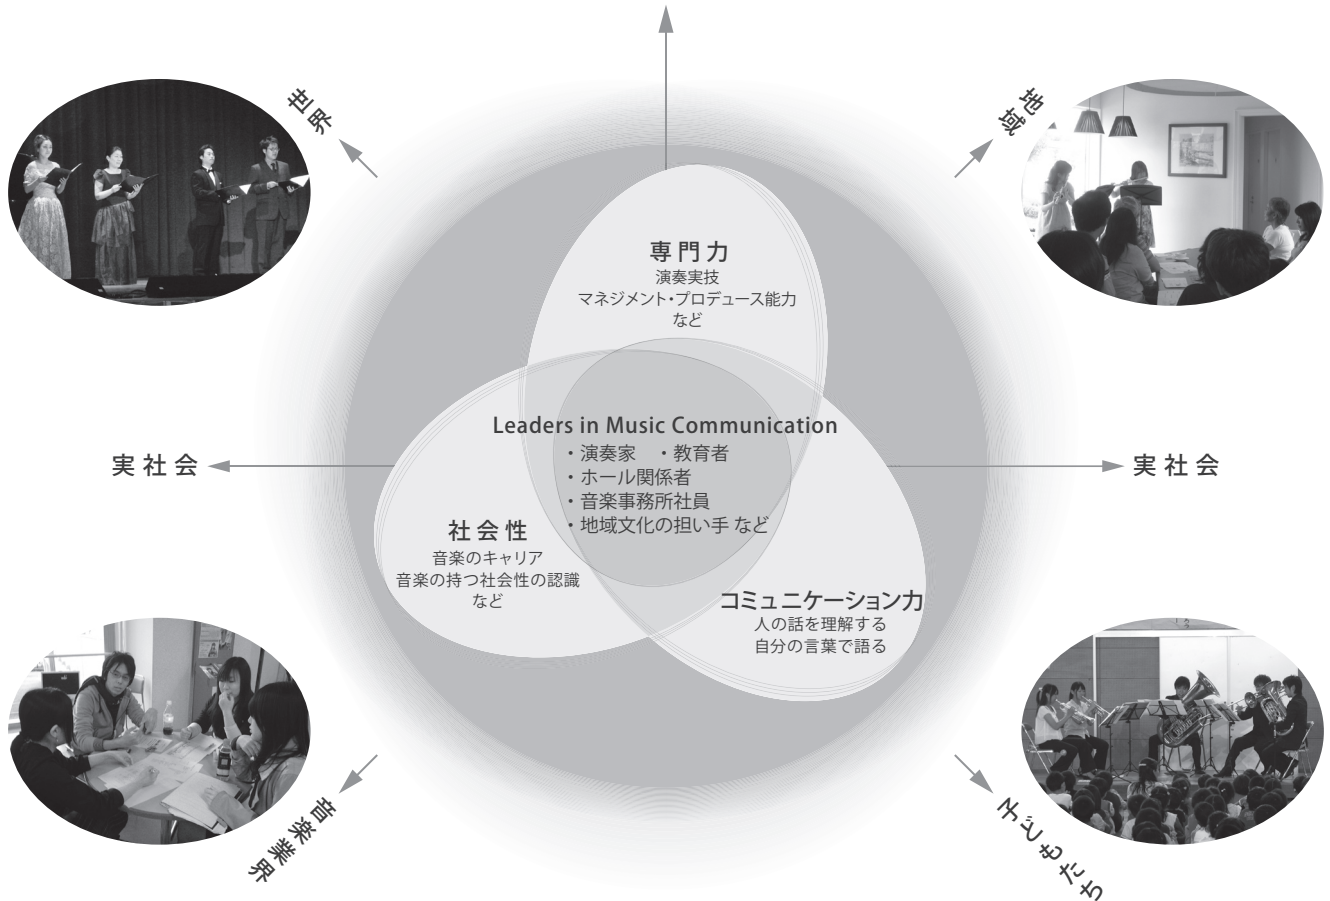 世界
地域
専門力
演奏実技
マネジメント・プロデュース能力
など
Leaders in Music Communication
・演奏家　・教育者
・ホール関係者
・音楽事務所社員
・地域文化の担い手 など
実社会
実社会
社会性
音楽のキャリア
音楽の持つ社会性の認識
など
コミュニケーション力
人の話を理解する
自分の言葉で語る
音楽業界
子どもたち